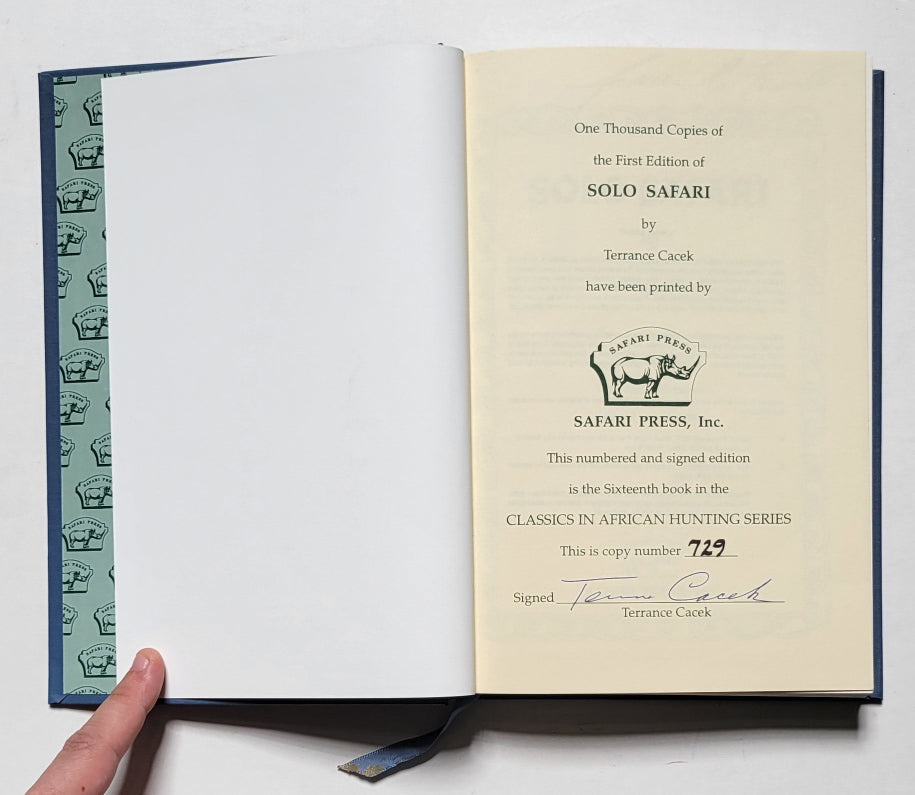 One Thousand Copies of
the First Edition of
SOLO SAFARI
by
Terrance Cacek
have been printed by
SAFARI PRESS
SAFARI PRESS, Inc.
This numbered and signed edition
is the Sixteenth book in the
CLASSICS IN AFRICAN HUNTING SERIES
This is copy number 729
Signed Terrance Cacek
Terrance Cacek